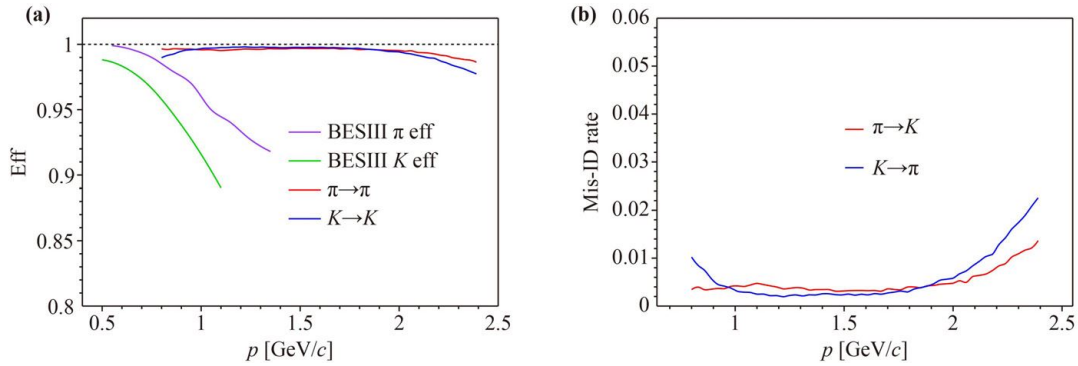 (a)
Eff
1
0.95
0.9
0.85
0.8
BESIII π eff
BESIII K eff
π→π
K→K
0.5
1
1.5
2
2.5
p [GeV/c]
(b)
Mis-ID rate
0.06
0.05
0.04
0.03
0.02
0.01
0
π→K
K→π
1
1.5
2
2.5
p [GeV/c]